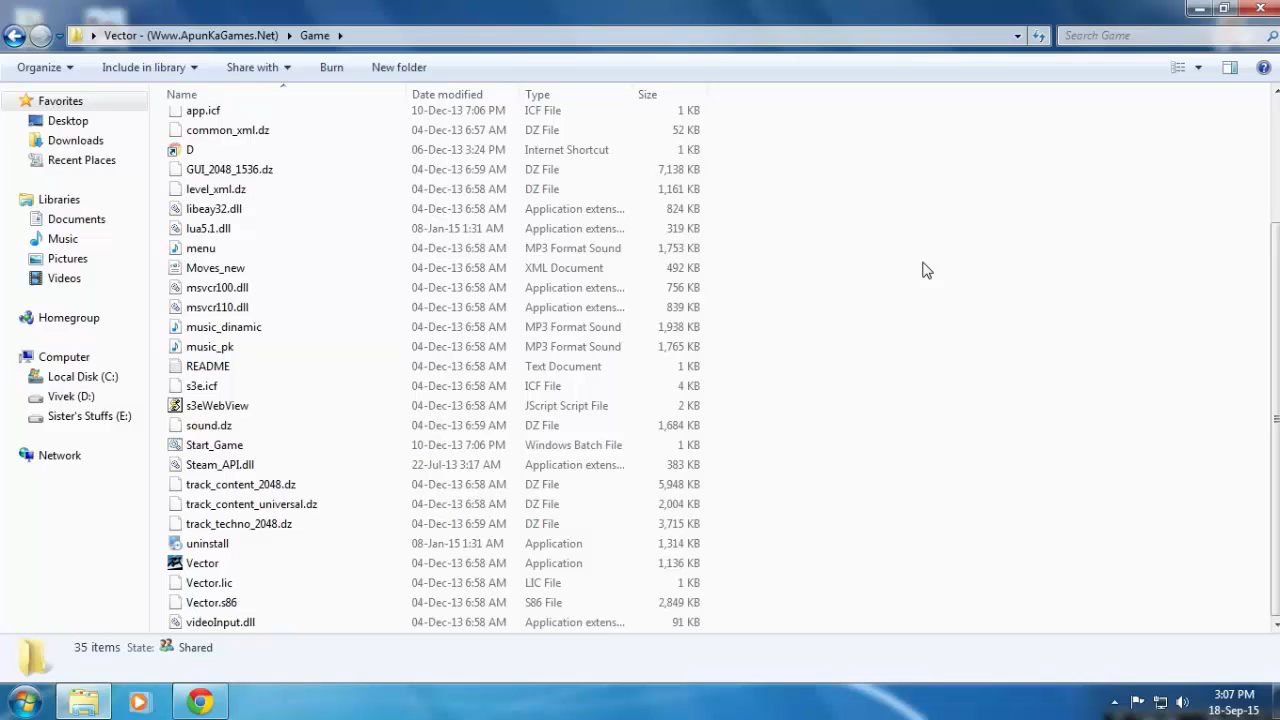 Vector - (Www.ApunKaGames.Net) Game
Search Game
Organize Include in library Share with Burn New folder
Favorites
Desktop
Downloads
Recent Places
Libraries
Documents
Music
Pictures
Videos
Homegroup
Computer
Local Disk (C:)
Vivek (D:)
Sister's Stuffs (E:)
Network
Name Date modified Type Size
app.icf 10-Dec-13 7:06 PM ICF File 1 KB
common_xml.dz 04-Dec-13 6:57 AM DZ File 52 KB
D 06-Dec-13 3:24 PM Internet Shortcut 1 KB
GUI_2048_1536.dz 04-Dec-13 6:59 AM DZ File 7,138 KB
level_xml.dz 04-Dec-13 6:58 AM DZ File 1,161 KB
libeay32.dll 04-Dec-13 6:58 AM Application extens... 824 KB
lua5.1.dll 08-Jan-15 1:31 AM Application extens... 319 KB
menu 04-Dec-13 6:58 AM MP3 Format Sound 1,753 KB
Moves_new 04-Dec-13 6:58 AM XML Document 492 KB
msvcr100.dll 04-Dec-13 6:58 AM Application extens... 756 KB
msvcr110.dll 04-Dec-13 6:58 AM Application extens... 839 KB
music_dinamic 04-Dec-13 6:58 AM MP3 Format Sound 1,938 KB
music_pk 04-Dec-13 6:58 AM MP3 Format Sound 1,765 KB
README 04-Dec-13 6:58 AM Text Document 1 KB
s3e.icf 04-Dec-13 6:58 AM ICF File 4 KB
s3eWebView 04-Dec-13 6:58 AM JScript Script File 2 KB
sound.dz 04-Dec-13 6:59 AM DZ File 1,684 KB
Start_Game 10-Dec-13 7:06 PM Windows Batch File 1 KB
Steam_API.dll 22-Jul-13 3:17 AM Application extens... 383 KB
track_content_2048.dz 04-Dec-13 6:58 AM DZ File 5,948 KB
track_content_universal.dz 04-Dec-13 6:58 AM DZ File 2,004 KB
track_techno_2048.dz 04-Dec-13 6:59 AM DZ File 3,715 KB
uninstall 08-Jan-15 1:31 AM Application 1,314 KB
Vector 04-Dec-13 6:58 AM Application 1,136 KB
Vector.lic 04-Dec-13 6:58 AM LIC File 1 KB
Vector.s86 04-Dec-13 6:58 AM S86 File 2,849 KB
videoInput.dll 04-Dec-13 6:58 AM Application extens... 91 KB
35 items State: Shared
3:07 PM
18-Sep-15